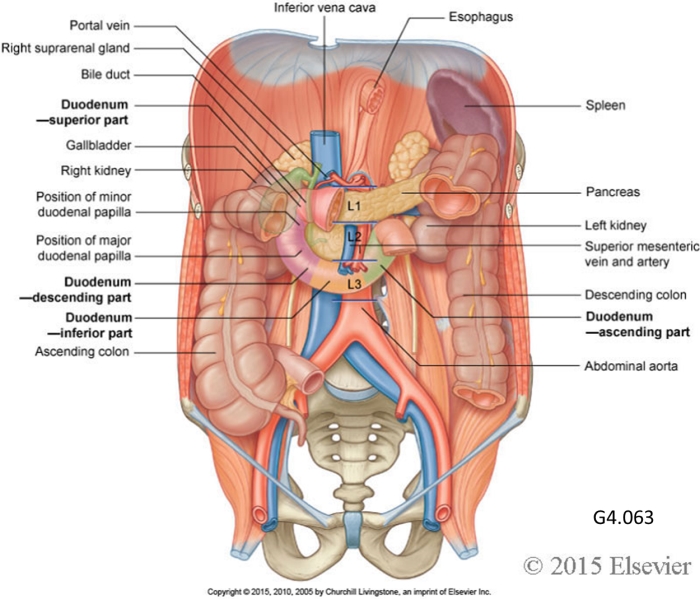 Inferior vena cava
Portal vein
Right suprarenal gland
Bile duct
Duodenum
—superior part
Gallbladder
Right kidney
Position of minor
duodenal papilla
Position of major
duodenal papilla
Duodenum
—descending part
Duodenum
—inferior part
Ascending colon
Esophagus
Spleen
Pancreas
Left kidney
Superior mesenteric
vein and artery
Descending colon
Duodenum
—ascending part
Abdominal aorta
L1
L2
L3
G4.063
© 2015 Elsevier
Copyright © 2015, 2010, 2005 by Churchill Livingstone, an imprint of Elsevier Inc.